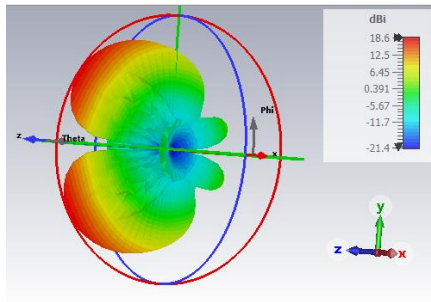 dBi
18.6
12.5
6.45
0.391
-5.67
-11.7
-21.4
Phi
z
Theta
x
y
z
x